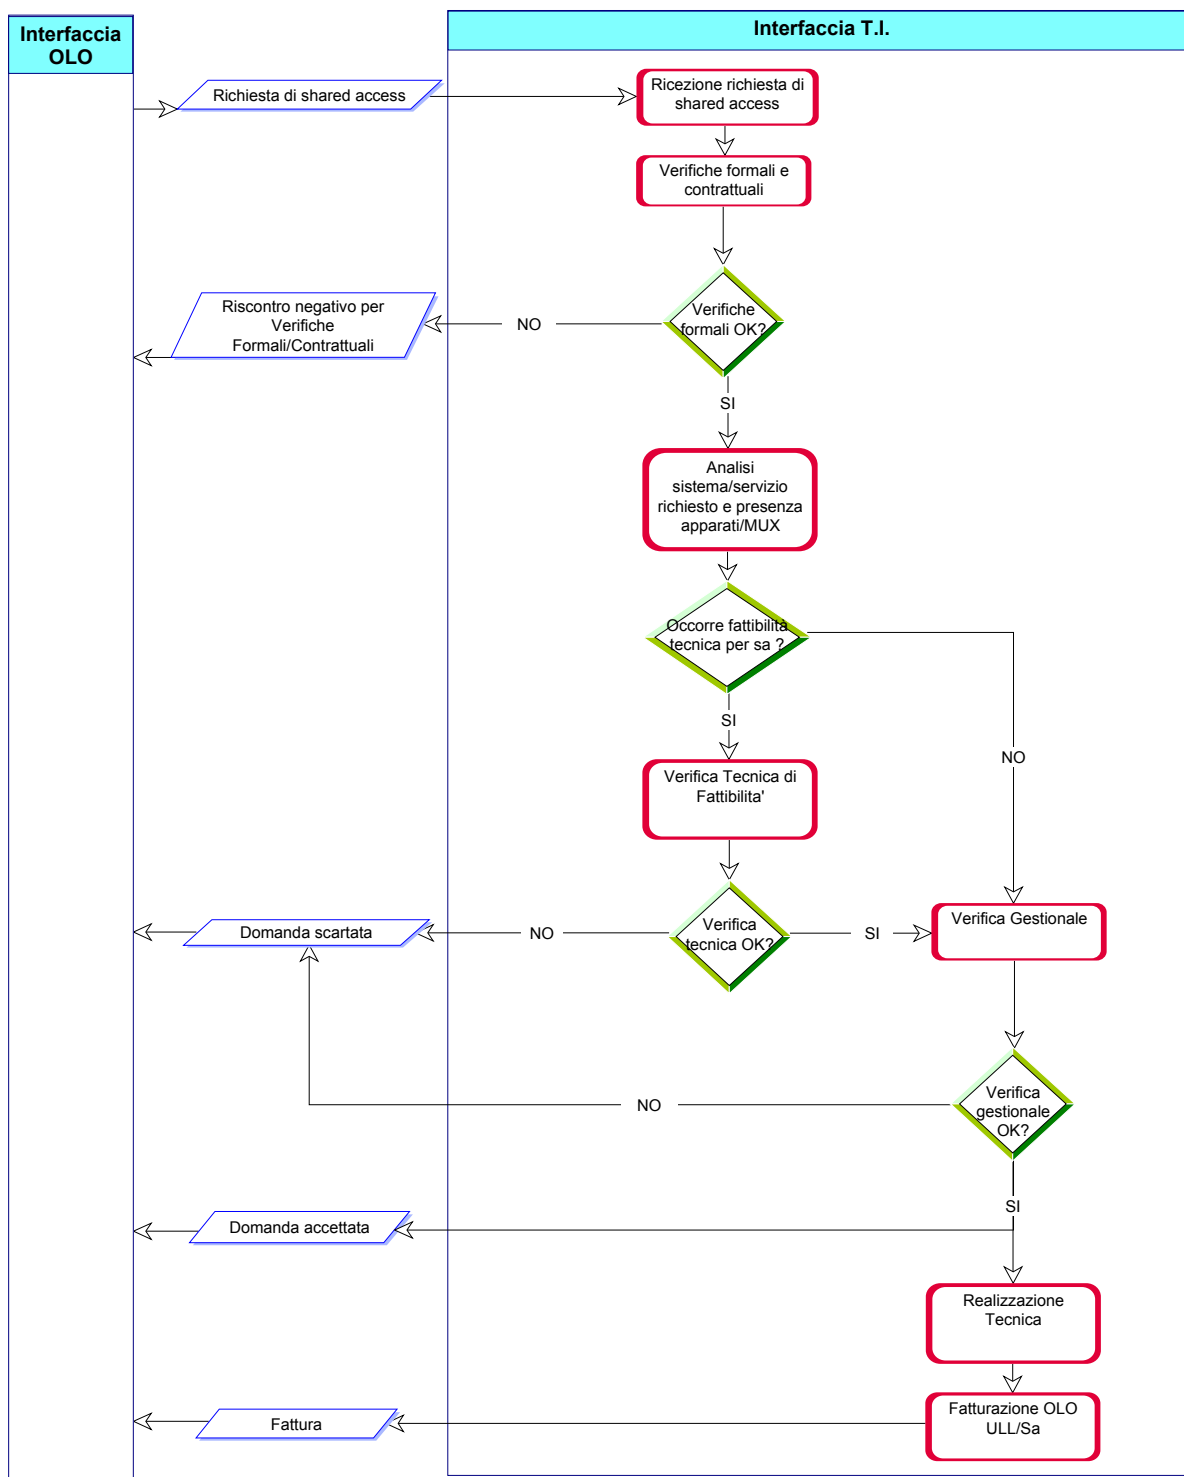 Interfaccia
OLO
Interfaccia T.I.
Richiesta di shared access
Ricezione richiesta di
shared access
Verifiche formali e
contrattuali
Riscontro negativo per
Verifiche
Formali/Contrattuali
NO
Verifiche
formali OK?
SI
Analisi
sistema/servizio
richiesto e presenza
apparati/MUX
Occorre fattibilità
tecnica per sa ?
SI
NO
Verifica Tecnica di
Fattibilita'
Domanda scartata
NO
Verifica
tecnica OK?
SI
Verifica Gestionale
NO
Verifica
gestionale
OK?
SI
Domanda accettata
Realizzazione
Tecnica
Fattura
Fatturazione OLO
ULL/Sa